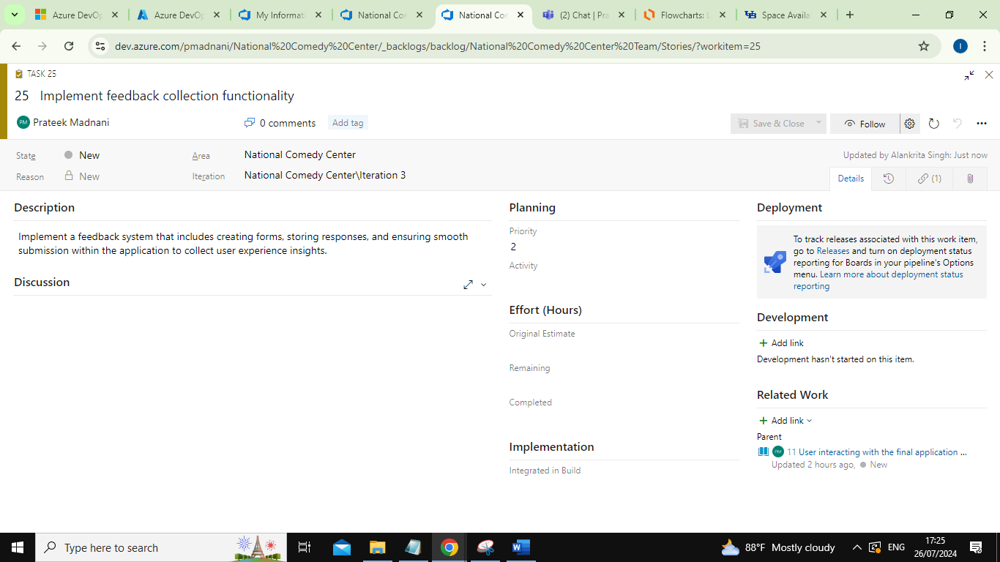 Azure DevOp
Azure DevOp
My Informati
National Cor
National Cor
(2) Chat | Pra
Flowcharts: L
Space Availa
dev.azure.com/pmadnani/National%20Comedy%20Center/_backlogs/backlog/National%20Comedy%20Center%20Team/Stories/?workitem=25
I
TASK 25
25 Implement feedback collection functionality
PM Prateek Madnani
0 comments
Add tag
Save & Close
Follow
State
New
Area
National Comedy Center
Updated by Alankrita Singh: Just now
Reason
New
Iteration
National Comedy Center\Iteration 3
Details
(1)
Description
Implement a feedback system that includes creating forms, storing responses, and ensuring smooth
submission within the application to collect user experience insights.
Discussion
Planning
Priority
2
Activity
Effort (Hours)
Original Estimate
Remaining
Completed
Implementation
Integrated in Build
Deployment
To track releases associated with this work item,
go to Releases and turn on deployment status
reporting for Boards in your pipeline's Options
menu. Learn more about deployment status
reporting
Development
+ Add link
Development hasn't started on this item.
Related Work
+ Add link
Parent
PM 11 User interacting with the final application ...
Updated 2 hours ago, New
Type here to search
88°F Mostly cloudy
ENG
17:25
26/07/2024